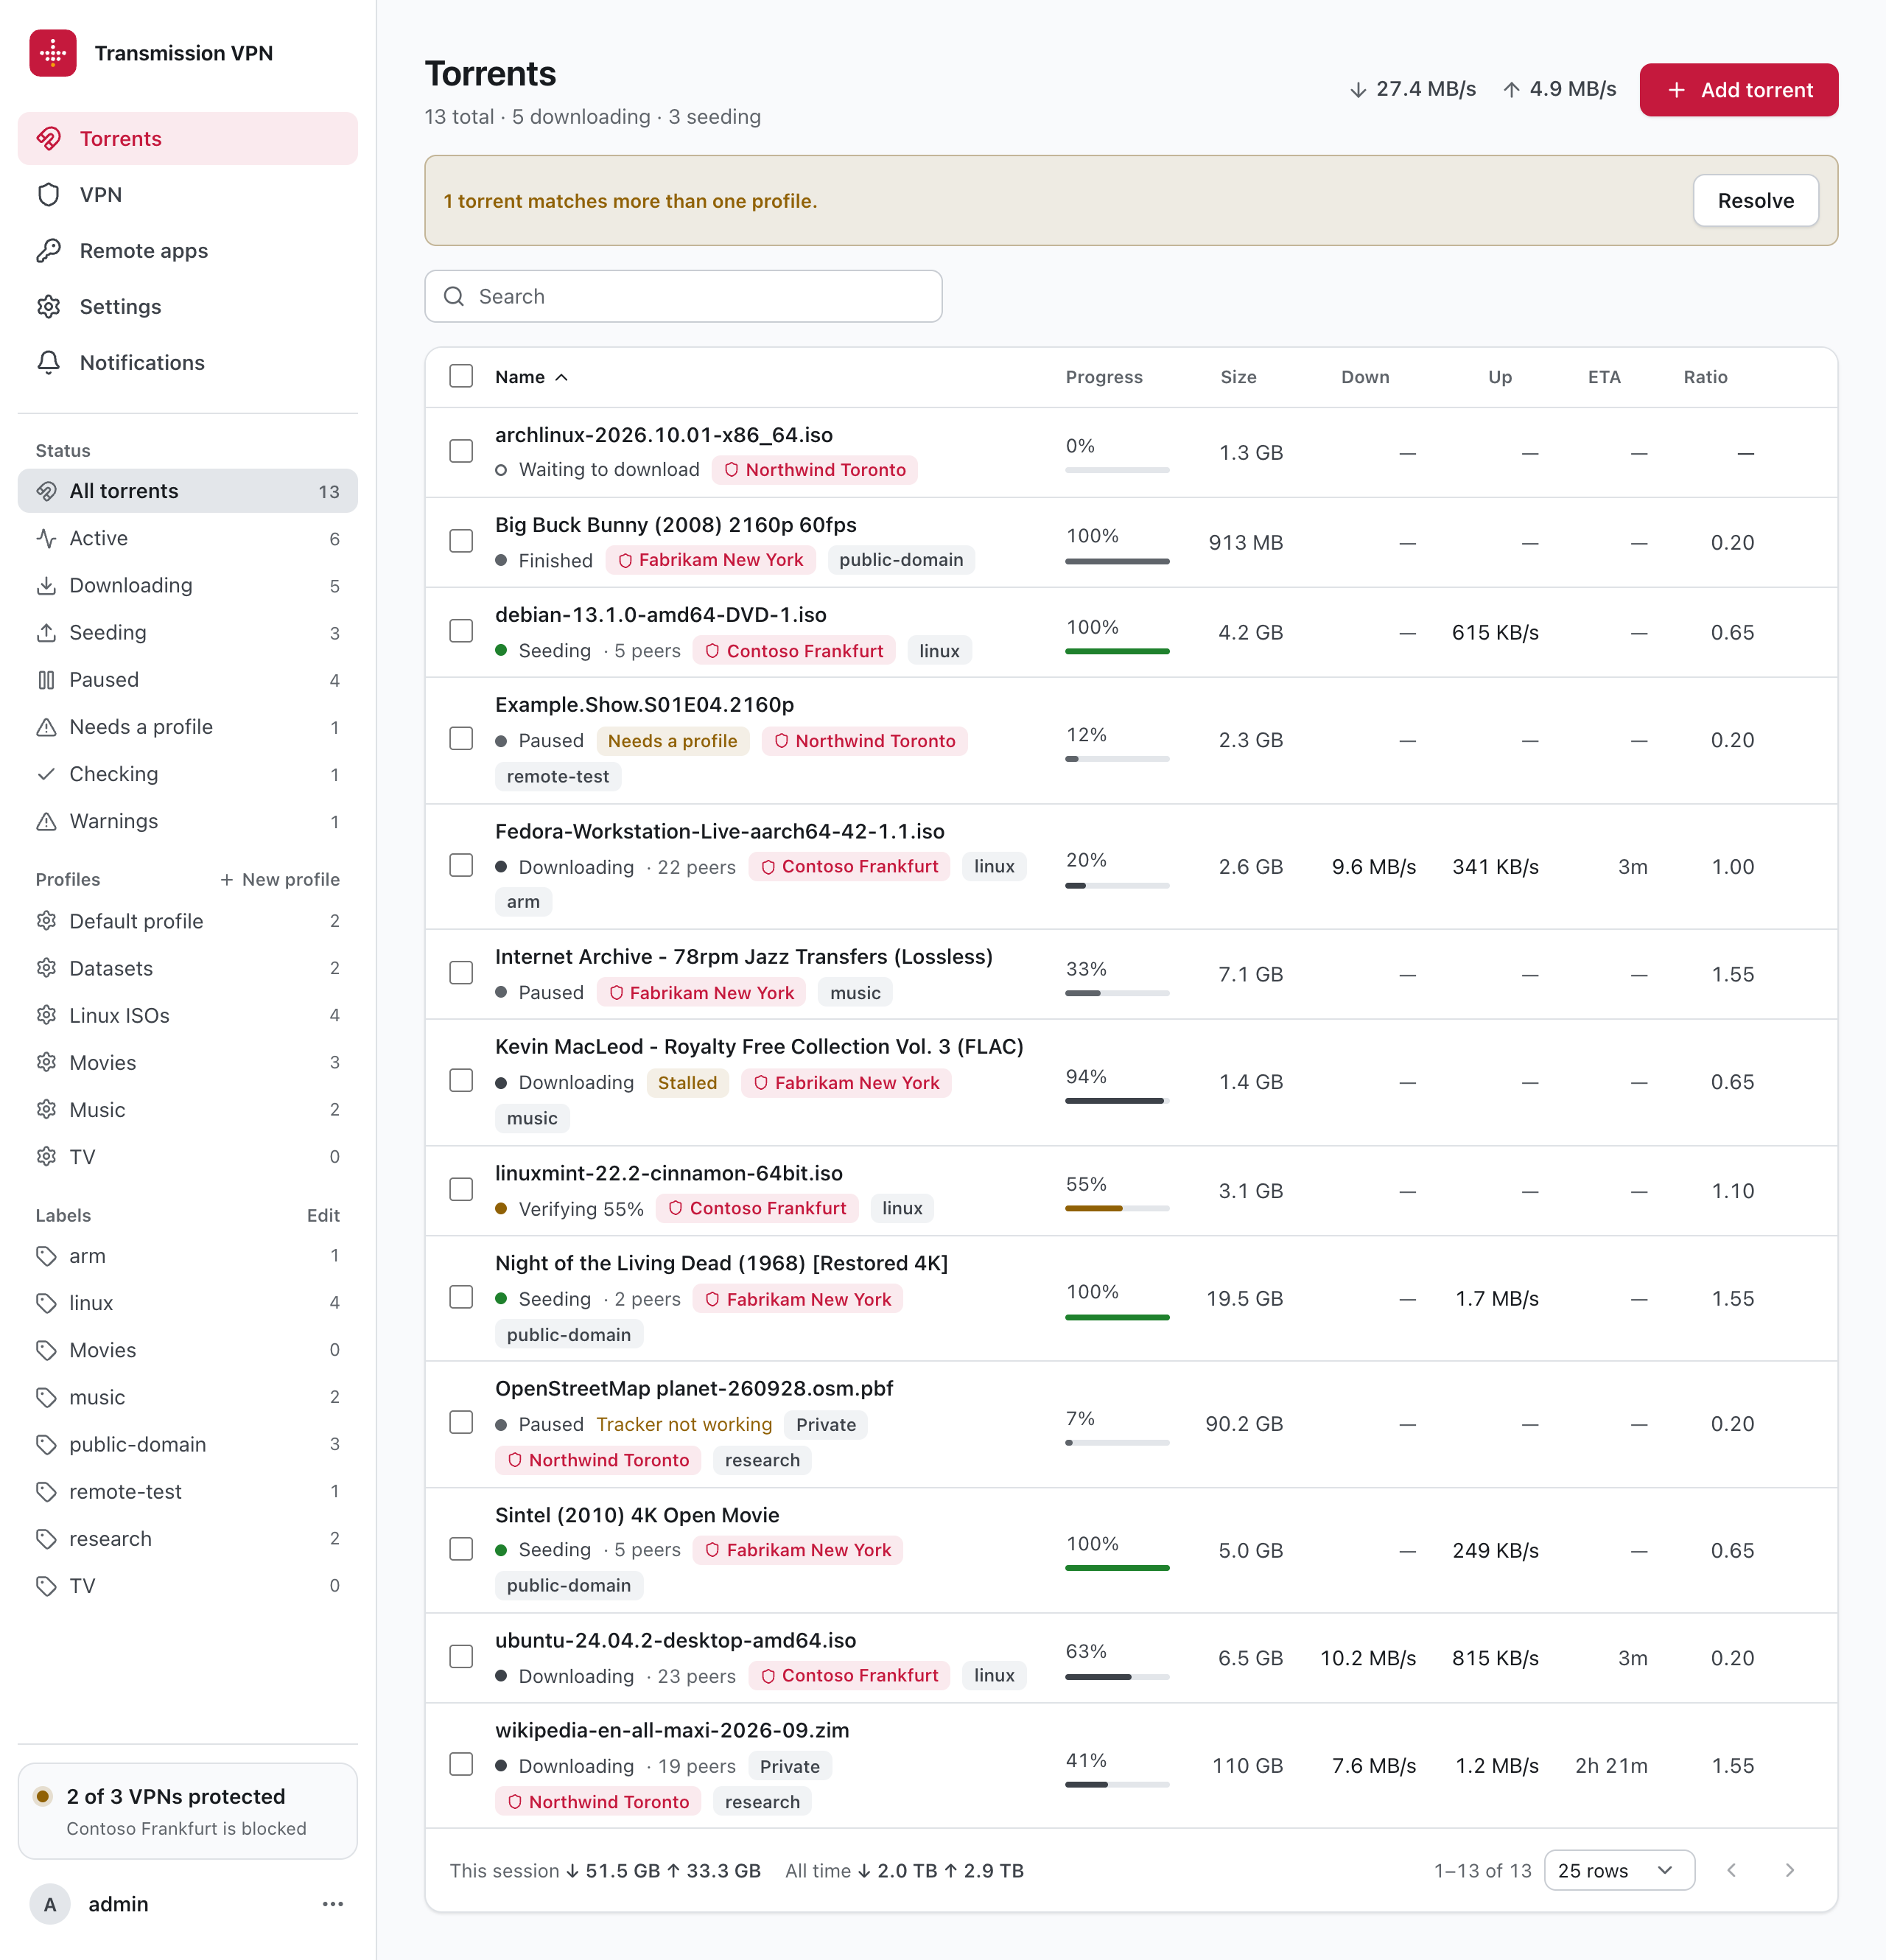 Transmission VPN
Torrents
VPN
Remote apps
Settings
Notifications
Status
All torrents 13
Active 6
Downloading 5
Seeding 3
Paused 4
Needs a profile 1
Checking 1
Warnings 1
Profiles + New profile
Default profile 2
Datasets 2
Linux ISOs 4
Movies 3
Music 2
TV 0
Labels Edit
arm 1
linux 4
Movies 0
music 2
public-domain 3
remote-test 1
research 2
TV 0
2 of 3 VPNs protected
Contoso Frankfurt is blocked
A admin
Torrents
13 total · 5 downloading · 3 seeding
↓ 27.4 MB/s ↑ 4.9 MB/s + Add torrent
1 torrent matches more than one profile. Resolve
Search
Name Progress Size Down Up ETA Ratio
archlinux-2026.10.01-x86_64.iso
Waiting to download Northwind Toronto
0% 1.3 GB — — — —
Big Buck Bunny (2008) 2160p 60fps
Finished Fabrikam New York public-domain
100% 913 MB — — — 0.20
debian-13.1.0-amd64-DVD-1.iso
Seeding · 5 peers Contoso Frankfurt linux
100% 4.2 GB — 615 KB/s — 0.65
Example.Show.S01E04.2160p
Paused Needs a profile Northwind Toronto
remote-test
12% 2.3 GB — — — 0.20
Fedora-Workstation-Live-aarch64-42-1.1.iso
Downloading · 22 peers Contoso Frankfurt linux
arm
20% 2.6 GB 9.6 MB/s 341 KB/s 3m 1.00
Internet Archive - 78rpm Jazz Transfers (Lossless)
Paused Fabrikam New York music
33% 7.1 GB — — — 1.55
Kevin MacLeod - Royalty Free Collection Vol. 3 (FLAC)
Downloading Stalled Fabrikam New York
music
94% 1.4 GB — — — 0.65
linuxmint-22.2-cinnamon-64bit.iso
Verifying 55% Contoso Frankfurt linux
55% 3.1 GB — — — 1.10
Night of the Living Dead (1968) [Restored 4K]
Seeding · 2 peers Fabrikam New York
public-domain
100% 19.5 GB — 1.7 MB/s — 1.55
OpenStreetMap planet-260928.osm.pbf
Paused Tracker not working Private
Northwind Toronto research
7% 90.2 GB — — — 0.20
Sintel (2010) 4K Open Movie
Seeding · 5 peers Fabrikam New York
public-domain
100% 5.0 GB — 249 KB/s — 0.65
ubuntu-24.04.2-desktop-amd64.iso
Downloading · 23 peers Contoso Frankfurt linux
63% 6.5 GB 10.2 MB/s 815 KB/s 3m 0.20
wikipedia-en-all-maxi-2026-09.zim
Downloading · 19 peers Private
Northwind Toronto research
41% 110 GB 7.6 MB/s 1.2 MB/s 2h 21m 1.55
This session ↓ 51.5 GB ↑ 33.3 GB All time ↓ 2.0 TB ↑ 2.9 TB
1–13 of 13 25 rows